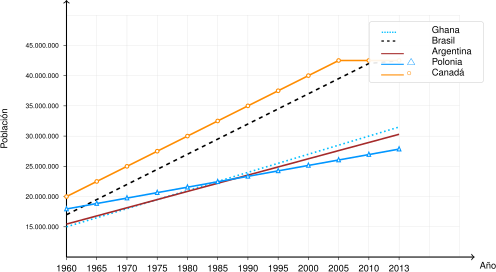 Ghana
Brasil
Argentina
Polonia
Canadá
45.000.000
40.000.000
35.000.000
30.000.000
25.000.000
20.000.000
15.000.000
Población
1960 1965 1970 1975 1980 1985 1990 1995 2000 2005 2010 2013
Año